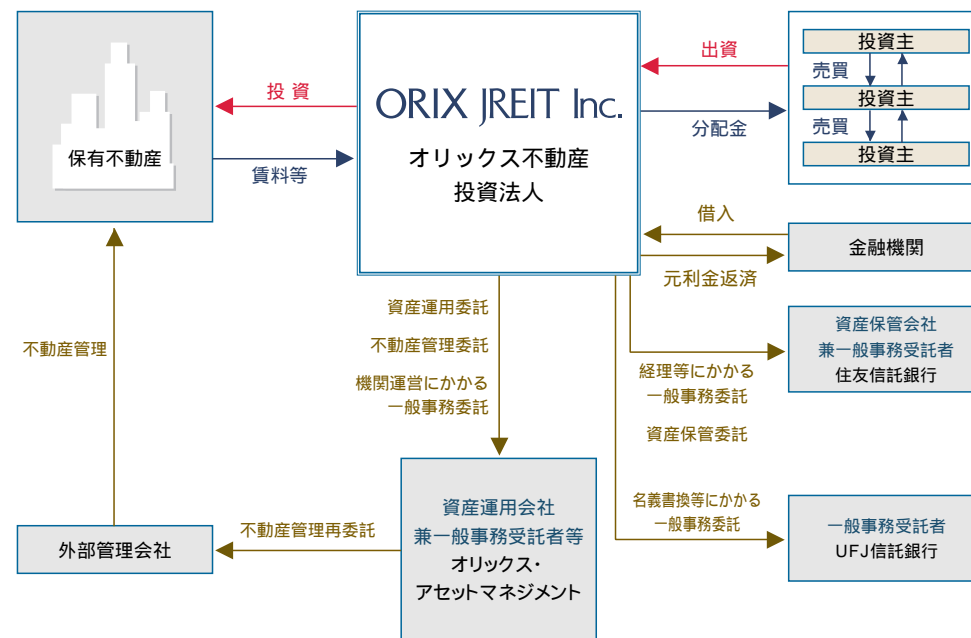 保有不動産
投 資
賃料等
ORIX JREIT Inc.
オリックス不動産
投資法人
出資
分配金
投資主
売買
投資主
売買
投資主
借入
元利金返済
金融機関
資産運用委託
不動産管理委託
機関運営にかかる
一般事務委託
経理等にかかる
一般事務委託
資産保管委託
資産保管会社
兼一般事務受託者
住友信託銀行
不動産管理
名義書換等にかかる
一般事務委託
一般事務受託者
UFJ信託銀行
資産運用会社
兼一般事務受託者等
オリックス・
アセットマネジメント
不動産管理再委託
外部管理会社